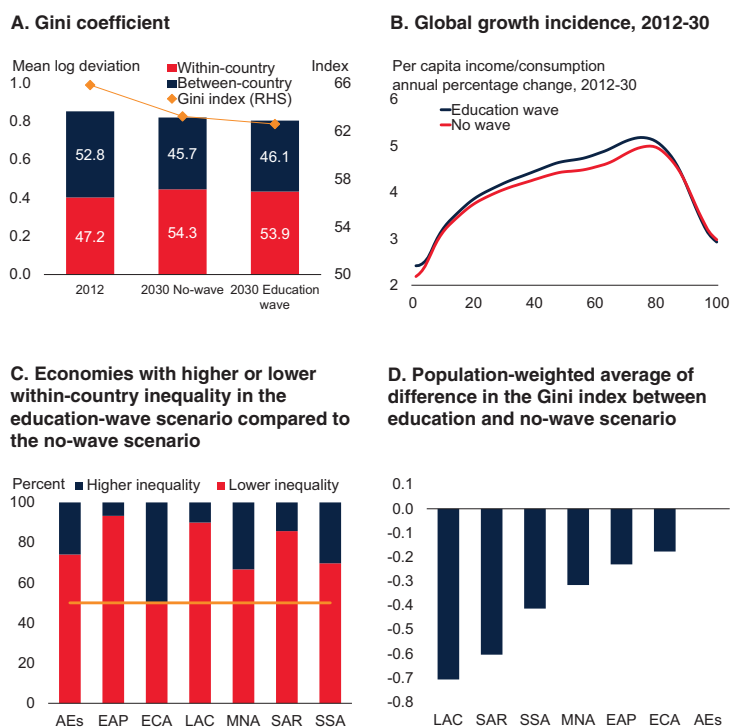 A. Gini coefficient
Mean log deviation
Within-country
Between-country
Gini index (RHS)
Index
1.0
0.8
0.6
0.4
0.2
0.0
66
62
58
54
50
52.8
45.7
46.1
47.2
54.3
53.9
2012
2030 No-wave
2030 Education
wave
B. Global growth incidence, 2012-30
Per capita income/consumption
annual percentage change, 2012-30
6
5
4
3
2
Education wave
No wave
0 20 40 60 80 100
C. Economies with higher or lower
within-country inequality in the
education-wave scenario compared to
the no-wave scenario
Percent
Higher inequality
Lower inequality
100
80
60
40
20
0
AEs EAP ECA LAC MNA SAR SSA
D. Population-weighted average of
difference in the Gini index between
education and no-wave scenario
0.1
0.0
-0.1
-0.2
-0.3
-0.4
-0.5
-0.6
-0.7
-0.8
LAC SAR SSA MNA EAP ECA AEs